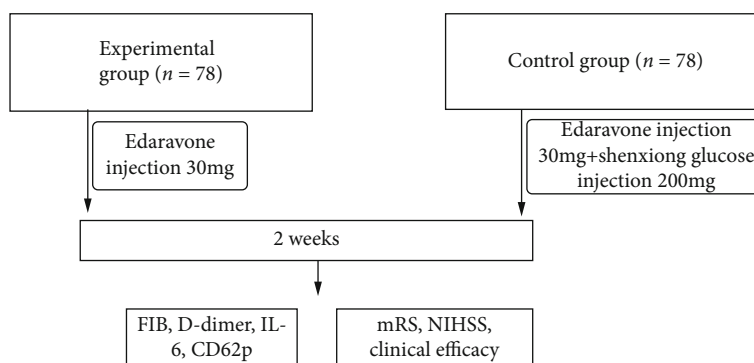 Experimental
group (n = 78)
Control group (n = 78)
Edaravone
injection 30mg
Edaravone injection
30mg+shenxiong glucose
injection 200mg
2 weeks
FIB, D-dimer, IL-
6, CD62p
mRS, NIHSS,
clinical efficacy